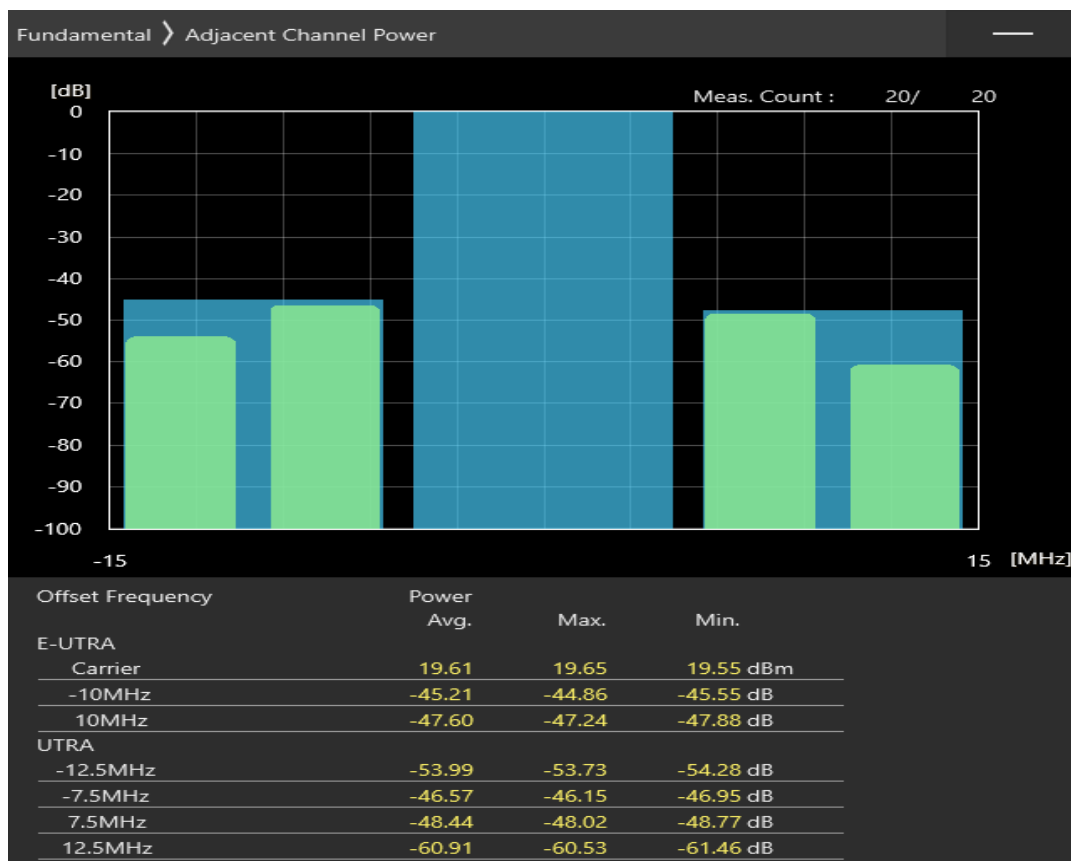 Fundamental ❯ Adjacent Channel Power
[dB]
Meas. Count : 20/ 20
0
-10
-20
-30
-40
-50
-60
-70
-80
-90
-100
-15 15 [MHz]
Offset Frequency Power
Avg. Max. Min.
E-UTRA
Carrier 19.61 19.65 19.55 dBm
-10MHz -45.21 -44.86 -45.55 dB
10MHz -47.60 -47.24 -47.88 dB
UTRA
-12.5MHz -53.99 -53.73 -54.28 dB
-7.5MHz -46.57 -46.15 -46.95 dB
7.5MHz -48.44 -48.02 -48.77 dB
12.5MHz -60.91 -60.53 -61.46 dB